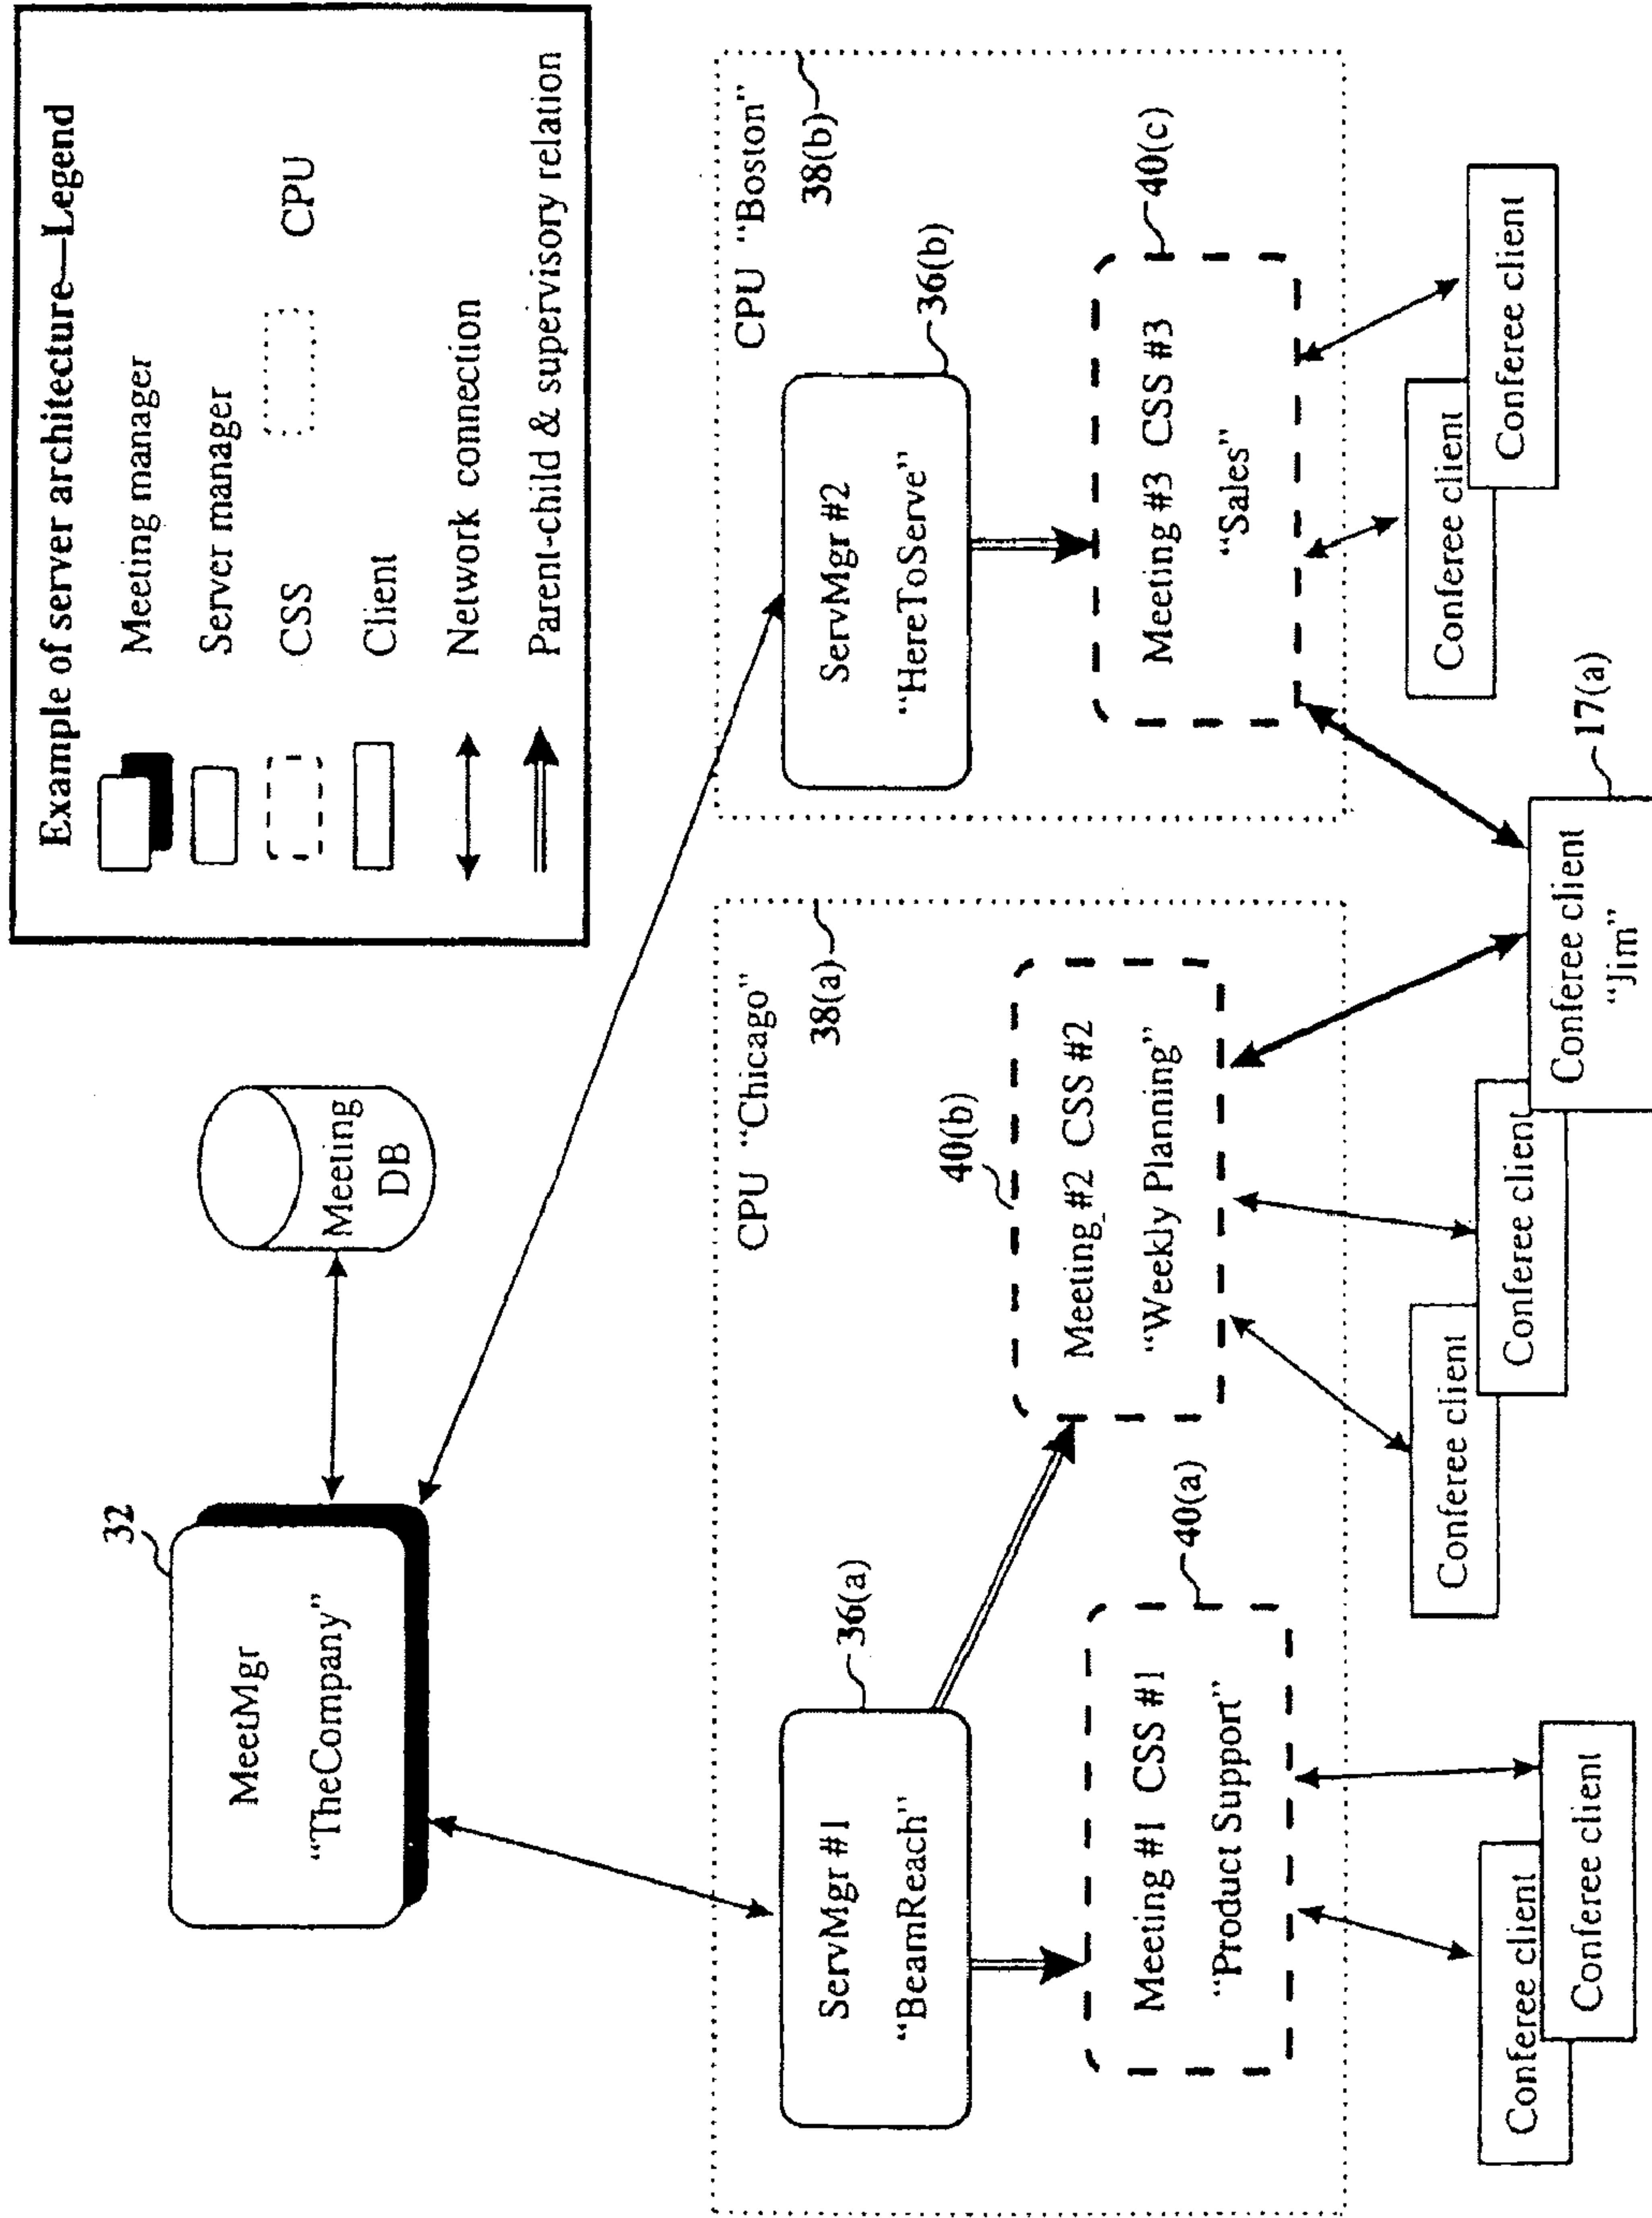 Example of server architecture—Legend
Meeting manager
Server manager
CSS
CPU
Client
Network connection
Parent-child & supervisory relation
32
MeetMgr
“TheCompany”
Meeting
DB
CPU “Chicago”
38(a)
36(a)
ServMgr #1
“BeamReach”
40(b)
Meeting #2 CSS #2
“Weekly Planning”
40(a)
Meeting #1 CSS #1
“Product Support”
CPU “Boston”
38(b)
ServMgr #2
“HereToServe”
36(b)
40(c)
Meeting #3 CSS #3
“Sales”
Conferee client
Conferee client
Conferee client
Conferee client
17(a)
Conferee client
“Jim”
Conferee client
Conferee client